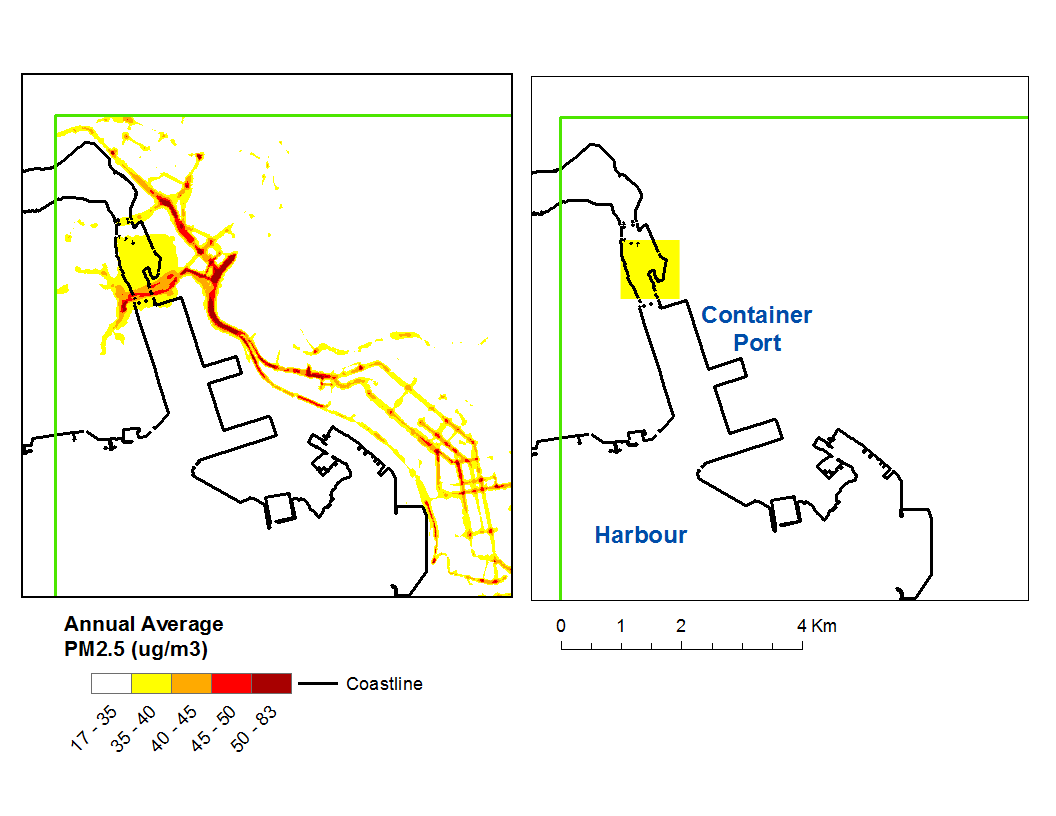 Container
Port
Harbour
0 1 2 4 Km
Annual Average
PM2.5 (ug/m3)
Coastline
17 - 35
35 - 40
40 - 45
45 - 50
50 - 83